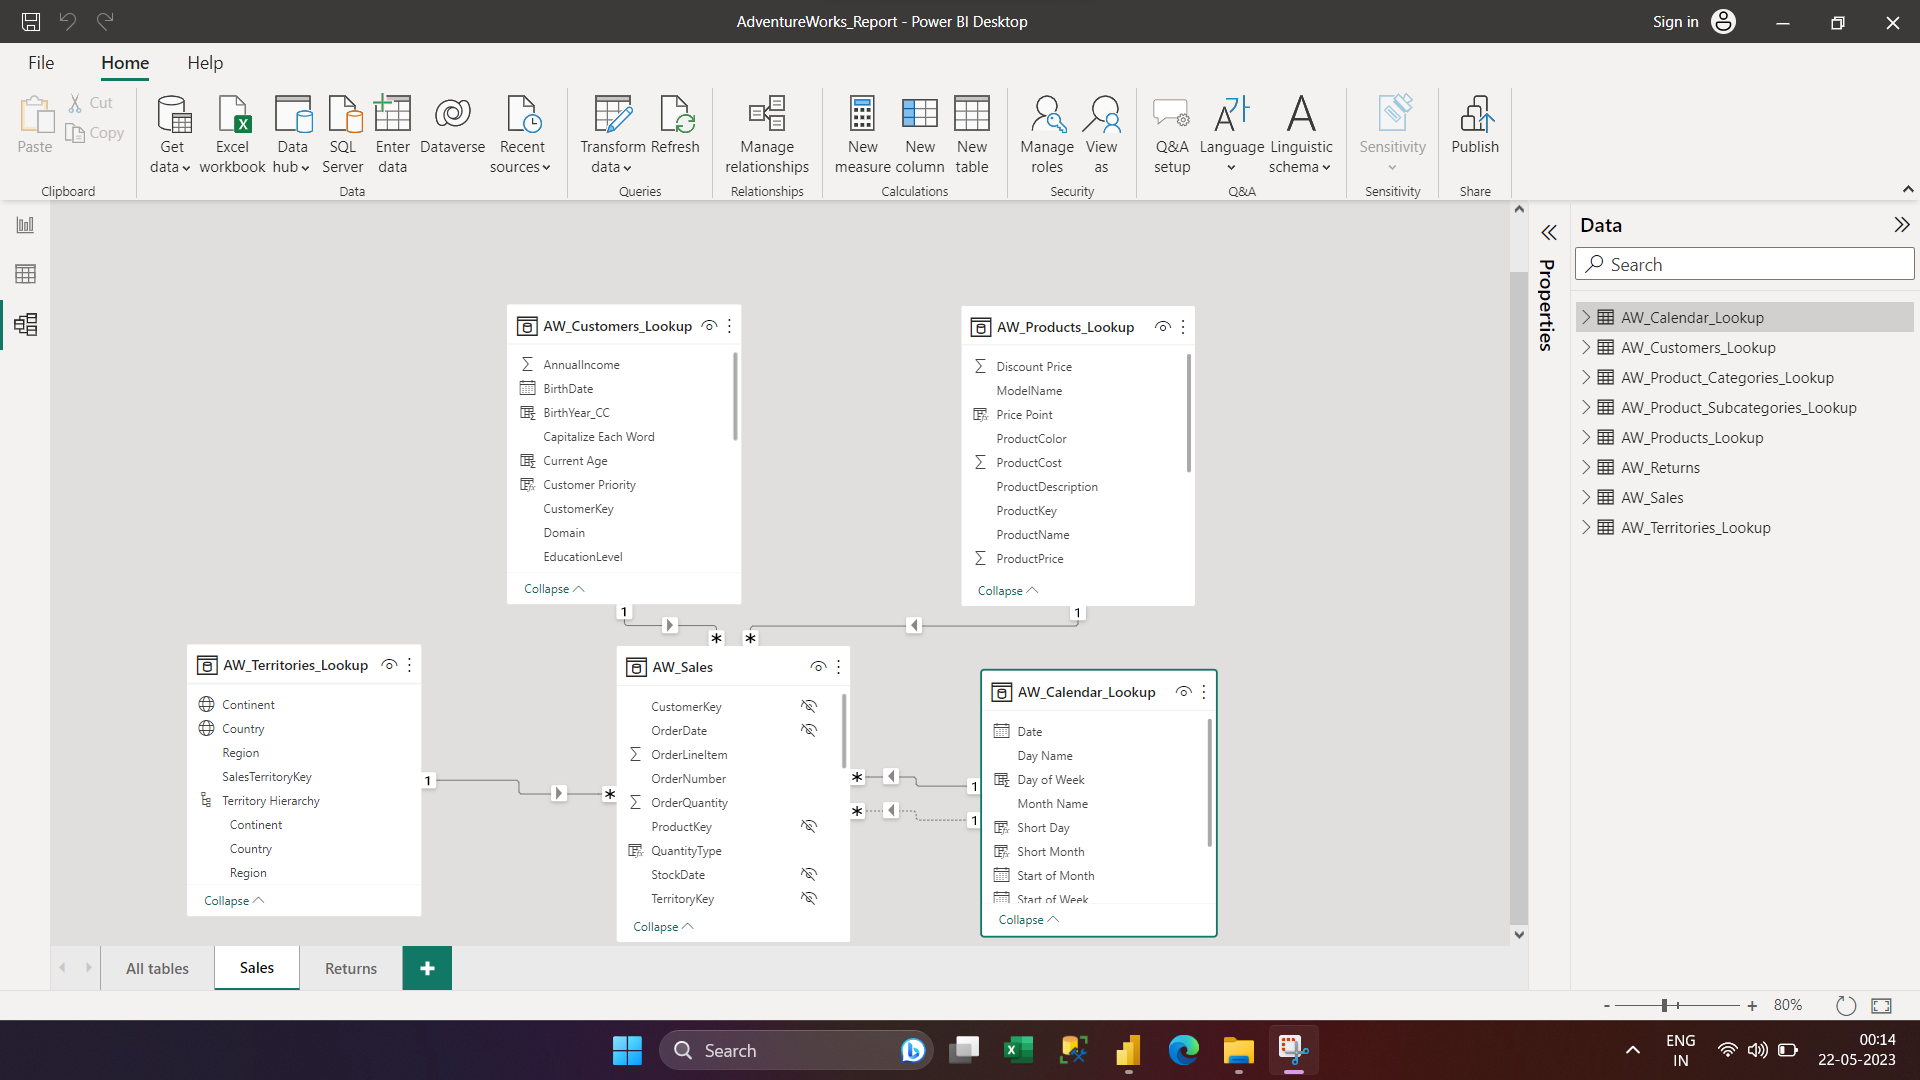 AdventureWorks_Report - Power BI Desktop
Sign in
File Home Help
Paste
Cut
Copy
Clipboard
Get data
Excel workbook
Data hub
SQL Server
Enter data
Dataverse
Recent sources
Data
Transform data
Refresh
Queries
Manage relationships
Relationships
New measure
New column
New table
Calculations
Manage roles
View as
Security
Q&A setup
Language
Linguistic schema
Q&A
Sensitivity
Sensitivity
Publish
Share
AW_Customers_Lookup
AnnualIncome
BirthDate
BirthYear_CC
Capitalize Each Word
Current Age
Customer Priority
CustomerKey
Domain
EducationLevel
Collapse
AW_Products_Lookup
Discount Price
ModelName
Price Point
ProductColor
ProductCost
ProductDescription
ProductKey
ProductName
ProductPrice
Collapse
1
*
*
1
AW_Territories_Lookup
Continent
Country
Region
SalesTerritoryKey
Territory Hierarchy
Continent
Country
Region
Collapse
1
*
AW_Sales
CustomerKey
OrderDate
OrderLineItem
OrderNumber
OrderQuantity
ProductKey
QuantityType
StockDate
TerritoryKey
Collapse
*
1
*
1
AW_Calendar_Lookup
Date
Day Name
Day of Week
Month Name
Short Day
Short Month
Start of Month
Start of Week
Collapse
Properties
Data
Search
AW_Calendar_Lookup
AW_Customers_Lookup
AW_Product_Categories_Lookup
AW_Product_Subcategories_Lookup
AW_Products_Lookup
AW_Returns
AW_Sales
AW_Territories_Lookup
All tables Sales Returns +
- + 80%
Search
ENG
IN
00:14
22-05-2023